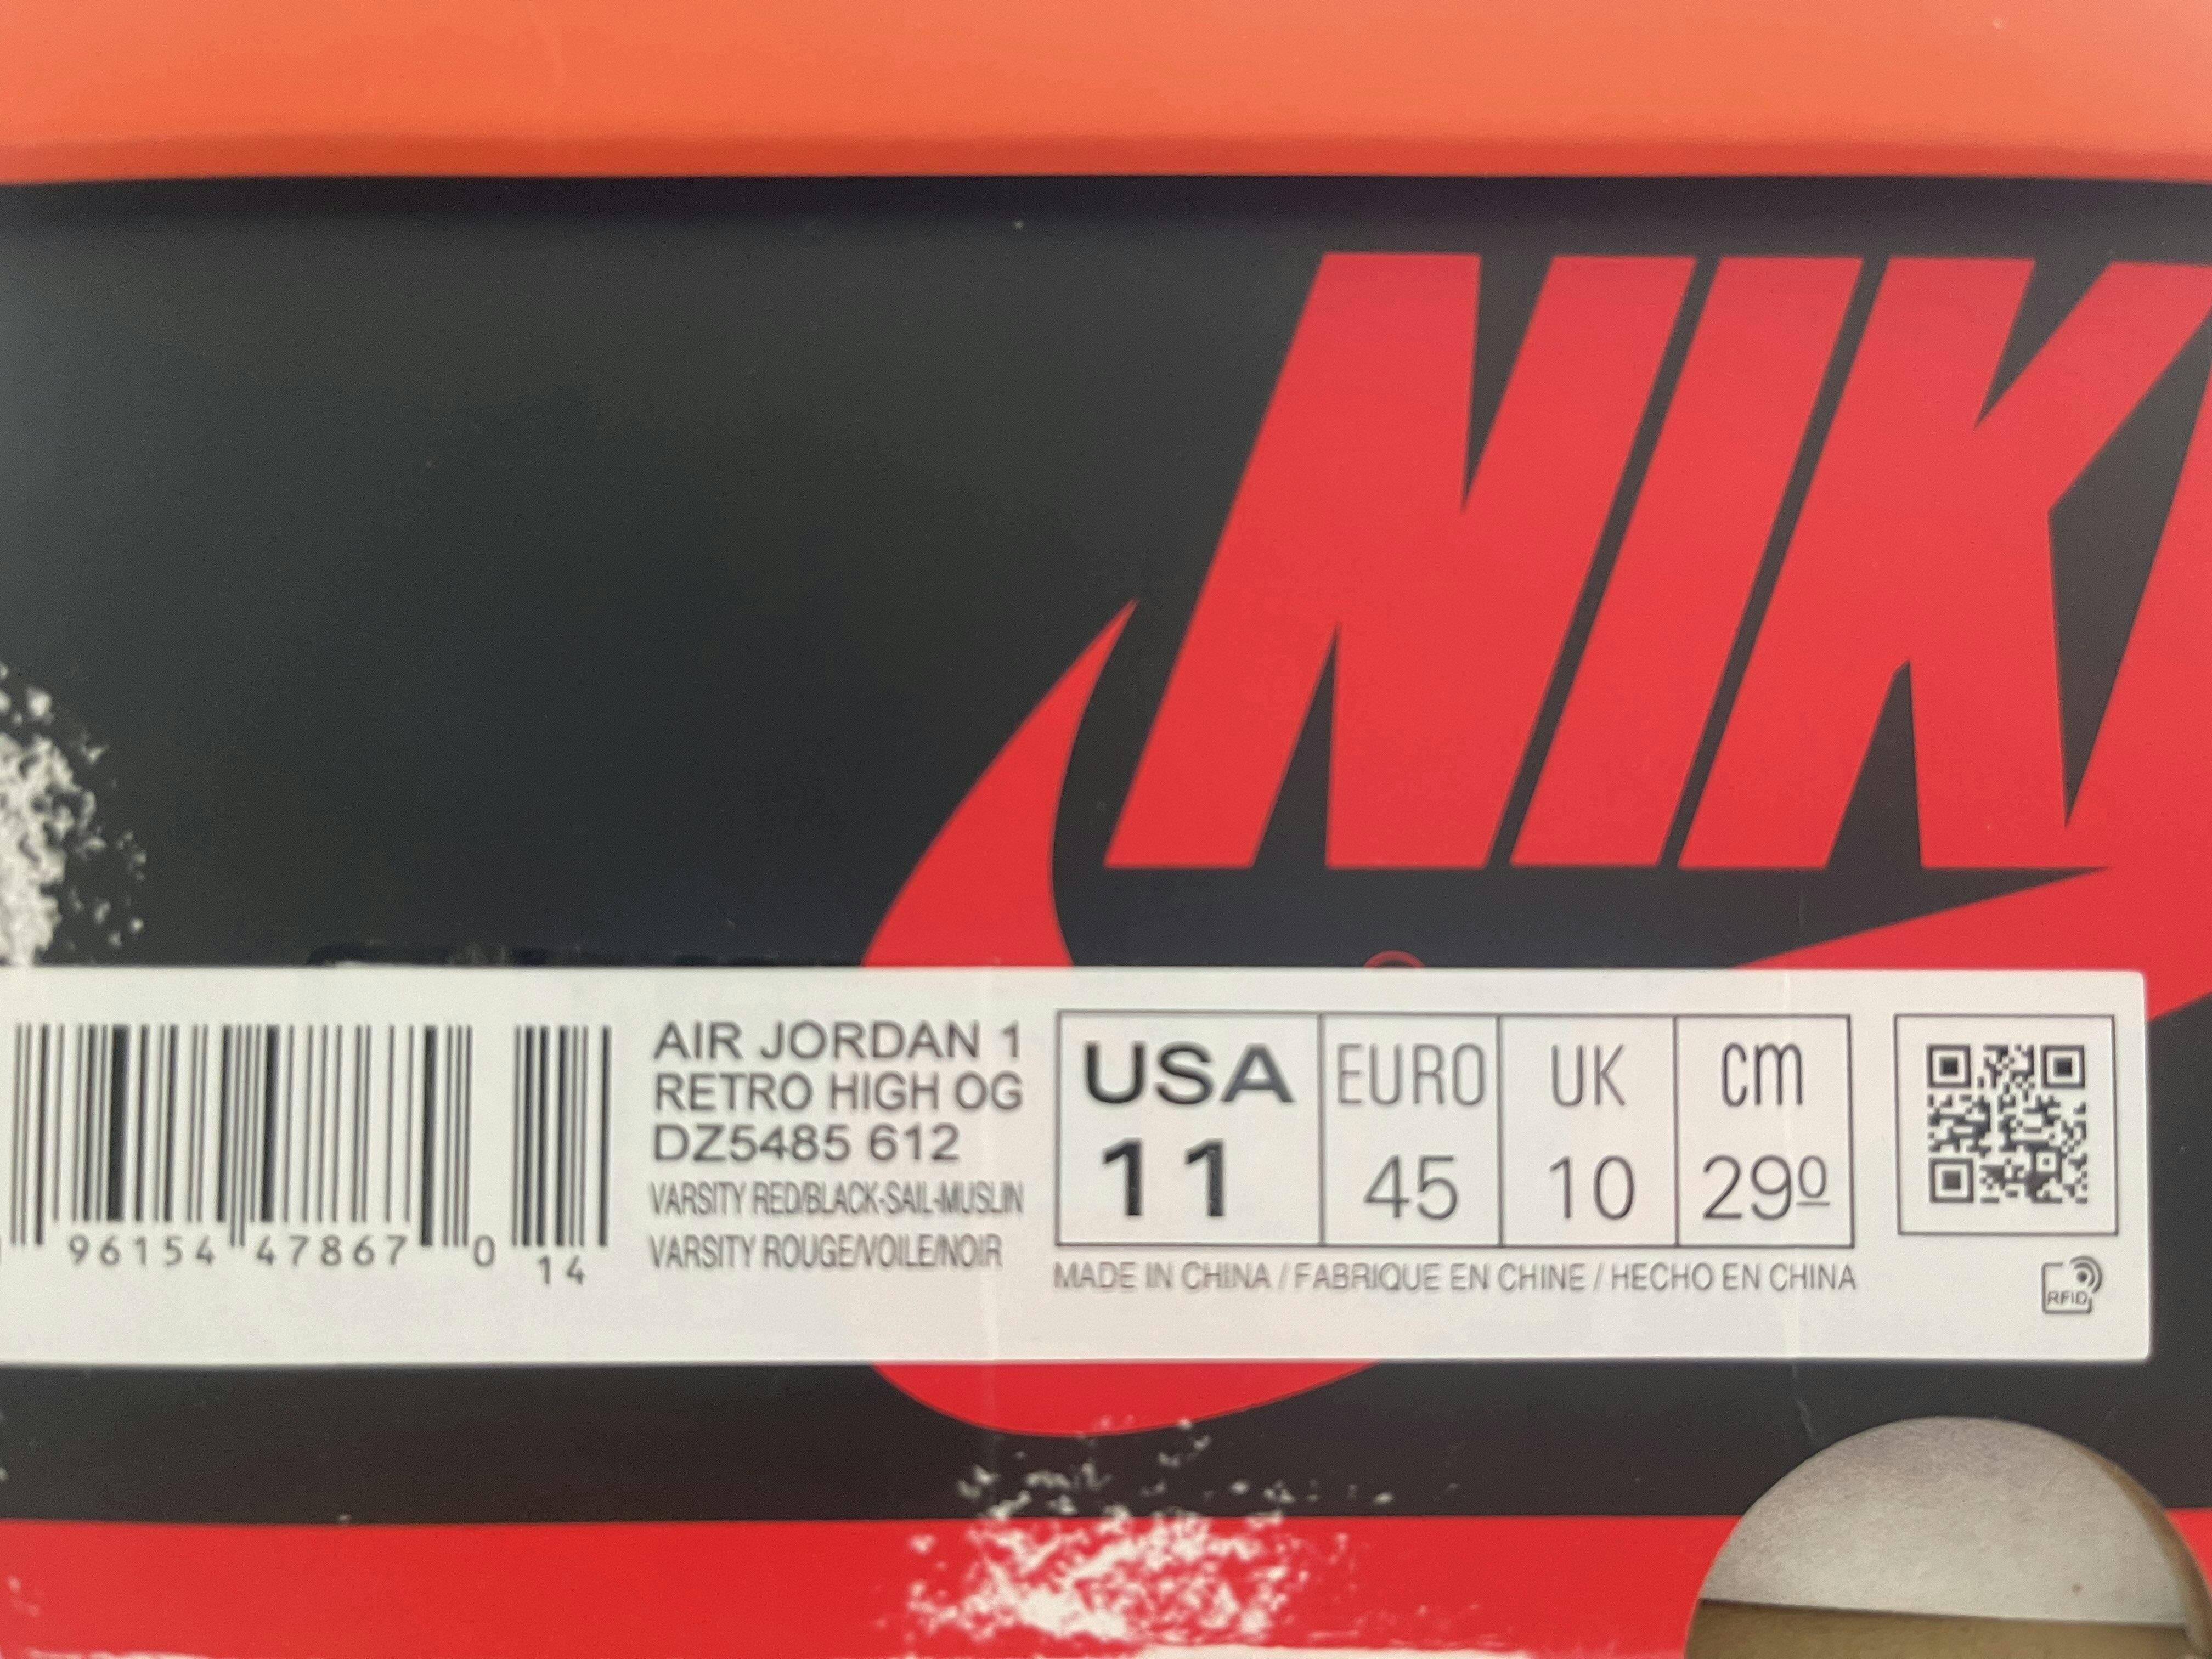 NIK
AIR JORDAN 1
RETRO HIGH OG
DZ5485 612
VARSITY RED/BLACK-SAIL-MUSLIN
VARSITY ROUGE/VOILE/NOIR
96154 47867 0 14
USA EURO UK cm
11 45 10 29⁰
MADE IN CHINA / FABRIQUE EN CHINE / HECHO EN CHINA
RFID